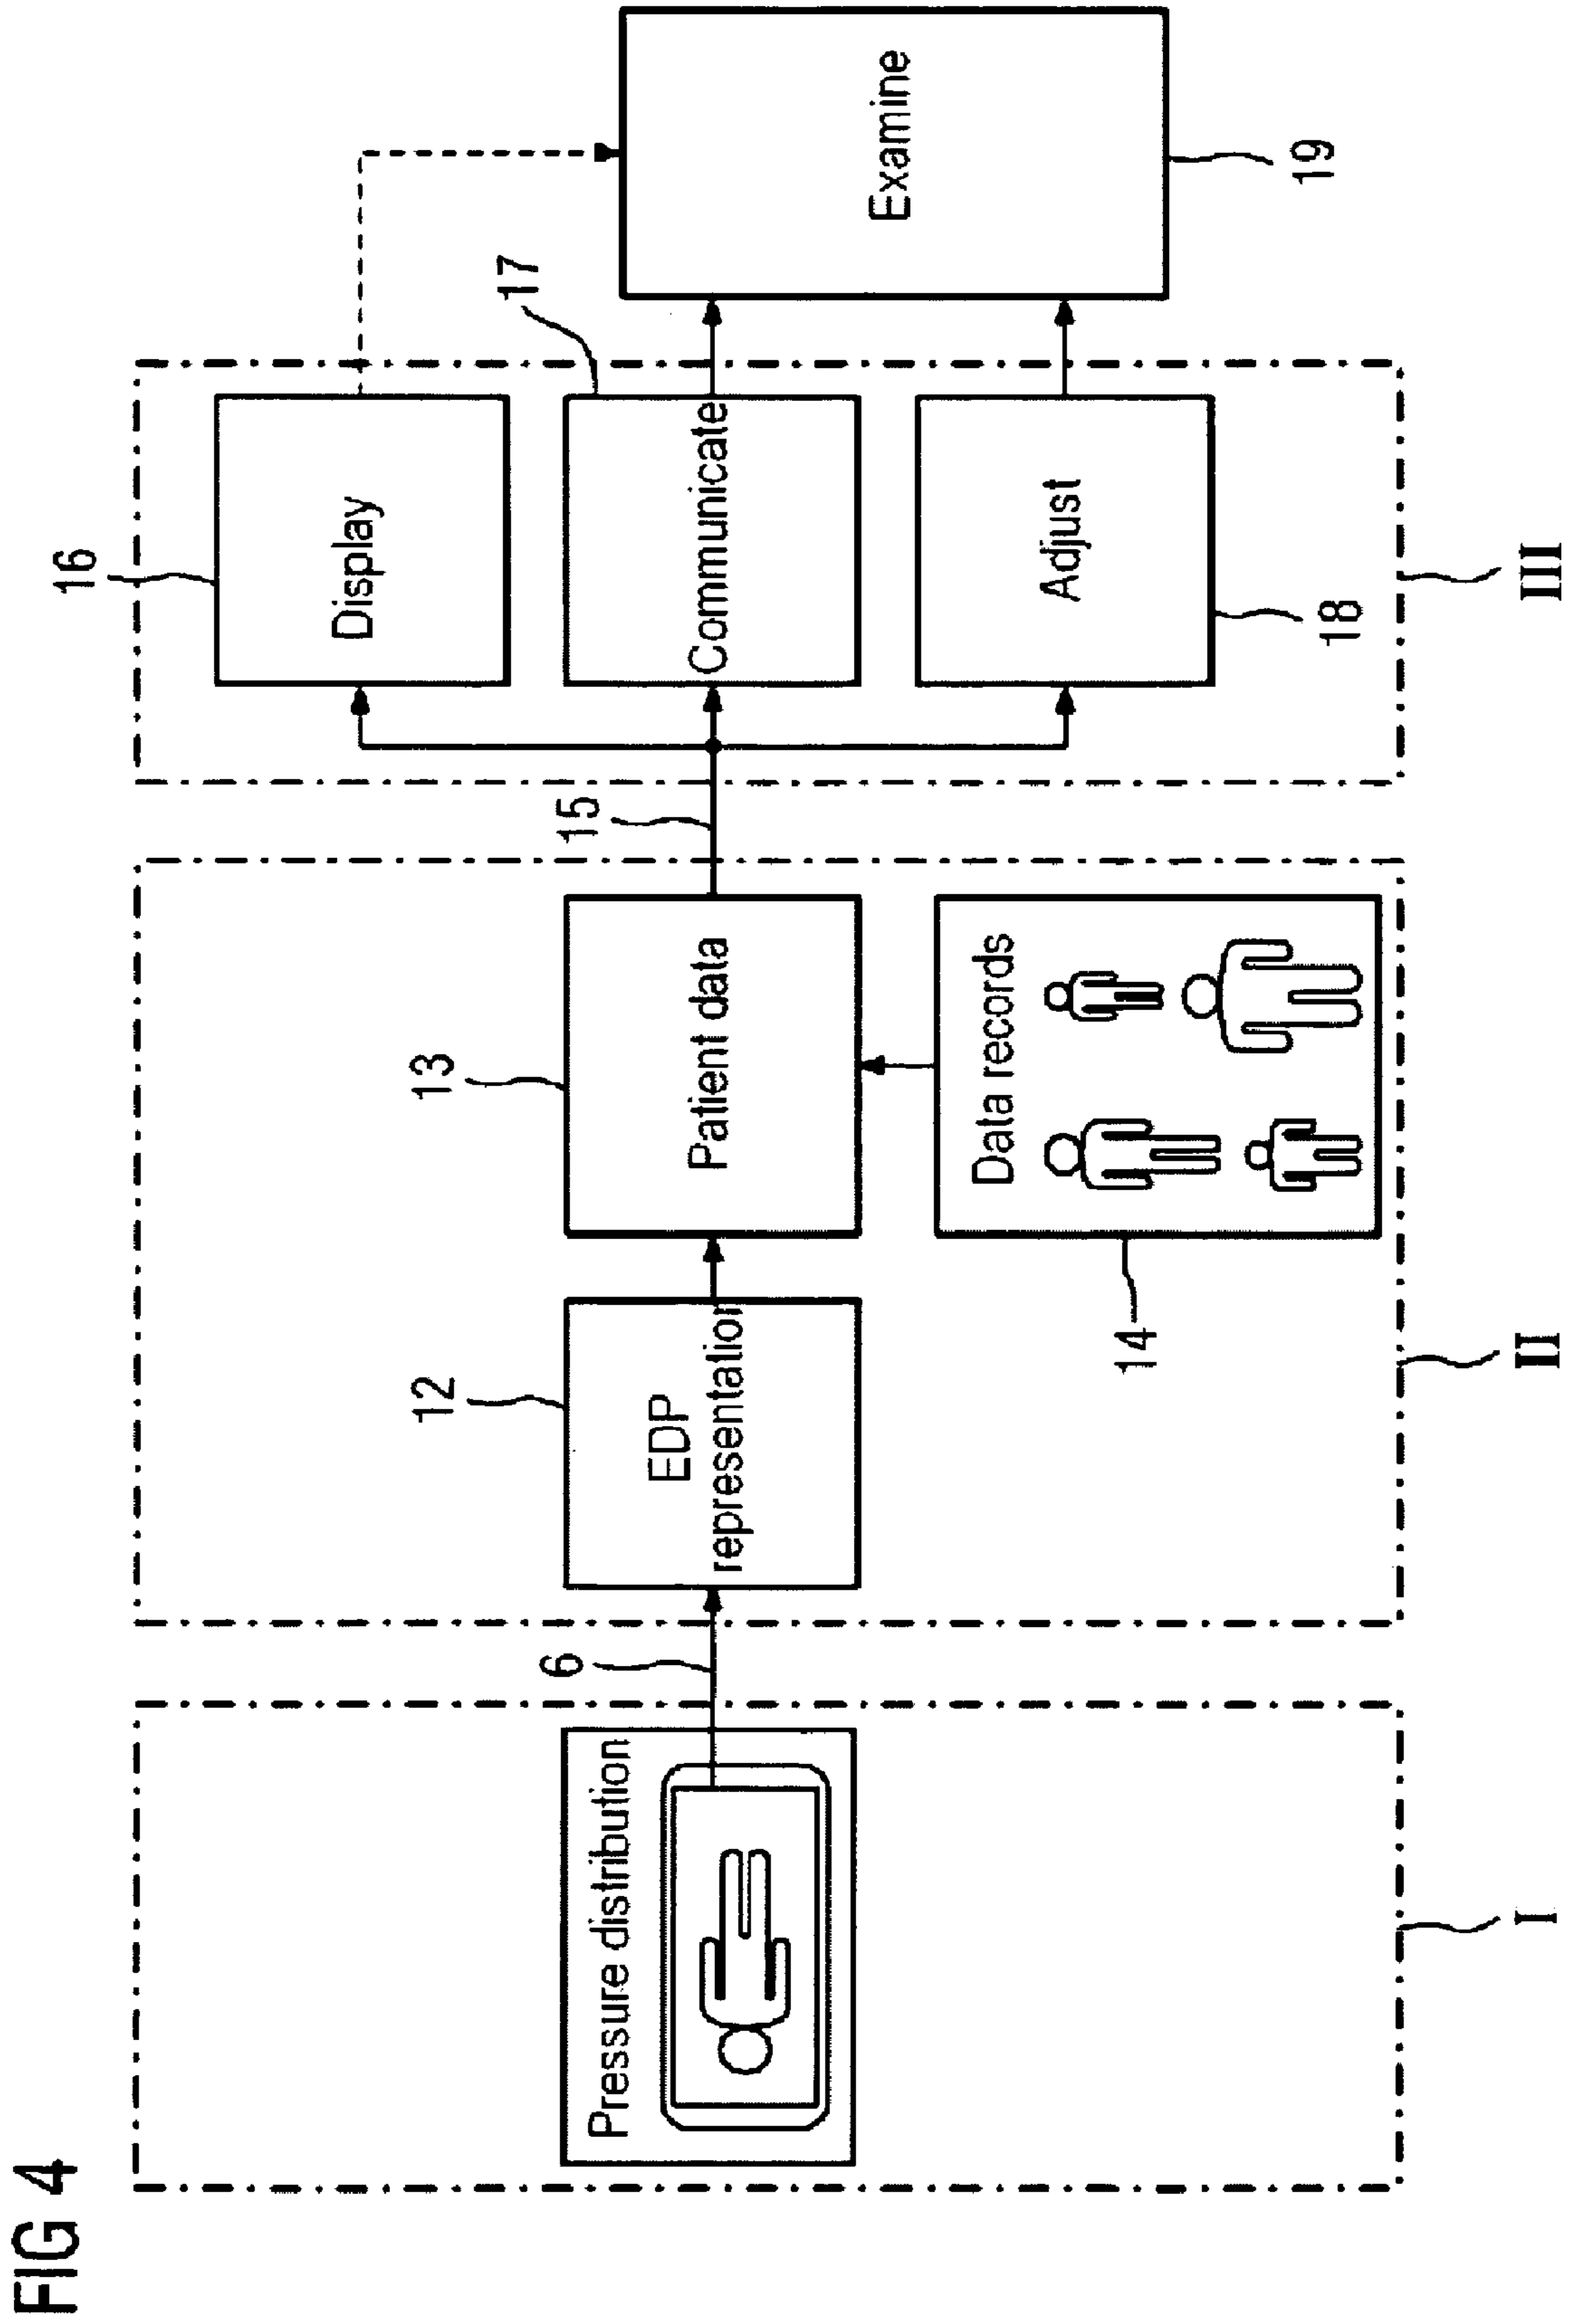 FIG 4
Pressure distribution
6
I
12
EDP
representation
13
Patient data
14
Data records
II
15
16
Display
17
Communicate
18
Adjust
III
Examine
19